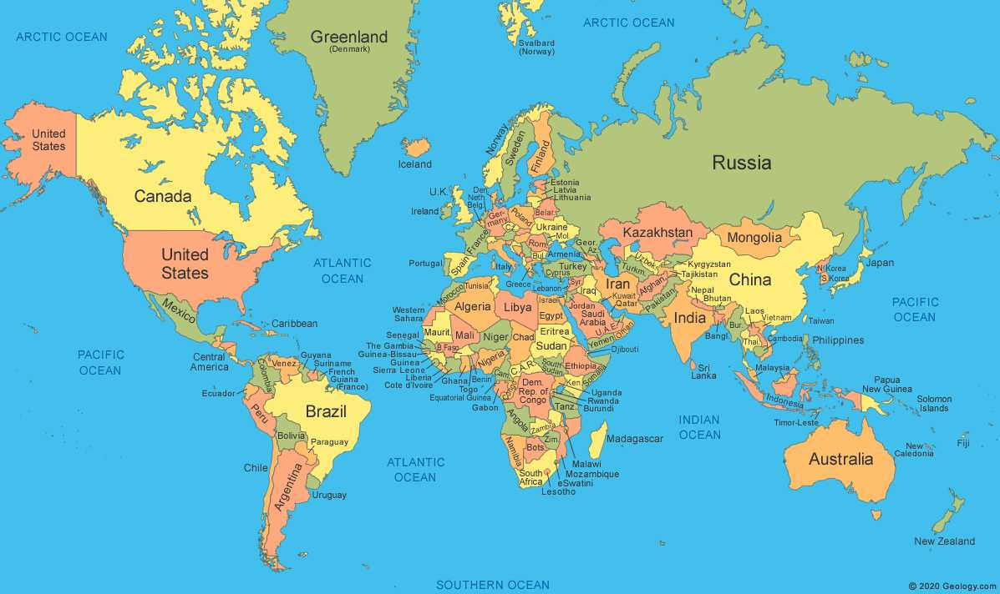 ARCTIC OCEAN
Greenland
(Denmark)
Svalbard
(Norway)
ARCTIC OCEAN
United
States
Canada
Iceland
Norway
Sweden
Finland
Russia
U.K.
Ireland
Den.
Neth.
Belg.
Estonia
Latvia
Lithuania
Belar.
Poland
Ger-
many
Cz.
Ukraine
Mol.
Rom.
Bul.
France
Spain
Portugal
Italy
Greece
Geor.
Az.
Armenia
Turkey
Cyprus
Lebanon
Syr.
Israel
Iraq
Jordan
Kuwait
Qatar
Iran
Kazakhstan
Uzbek.
Turkm.
Kyrgyzstan
Tajikistan
Afghan.
Pakistan
Mongolia
China
N.Korea
S.Korea
Japan
Nepal
Bhutan
India
Bangl.
Bur.
Laos
Vietnam
Thai.
Cambodia
Taiwan
Philippines
Malaysia
Sri
Lanka
Indonesia
Timor-Leste
Papua
New Guinea
Solomon
Islands
United
States
ATLANTIC
OCEAN
PACIFIC
OCEAN
Mexico
Caribbean
Central
America
PACIFIC
OCEAN
Venez.
Guyana
Suriname
French
Guiana
(France)
Colombia
Ecuador
Peru
Brazil
Bolivia
Paraguay
Chile
Argentina
Uruguay
Western
Sahara
Morocco
Tunisia
Algeria
Libya
Egypt
Saudi
Arabia
U.A.E.
Oman
Yemen
Maurit.
Mali
Niger
Chad
Sudan
Eritrea
Djibouti
Senegal
The Gambia
Guinea-Bissau
Guinea
Sierra Leone
Liberia
Cote d'Ivoire
B.Faso
Ghana
Togo
Benin
Nigeria
Cam.
C.A.R.
South
Sudan
Ethiopia
Somalia
Equatorial Guinea
Gabon
Dem.
Rep. of
Congo
Ken.
Uganda
Rwanda
Burundi
Tanz.
Angola
Zambia
Zim.
Namibia
Bots.
South
Africa
Malawi
Mozambique
eSwatini
Lesotho
Madagascar
ATLANTIC
OCEAN
INDIAN
OCEAN
Australia
New
Caledonia
Fiji
New Zealand
SOUTHERN OCEAN
© 2020 Geology.com